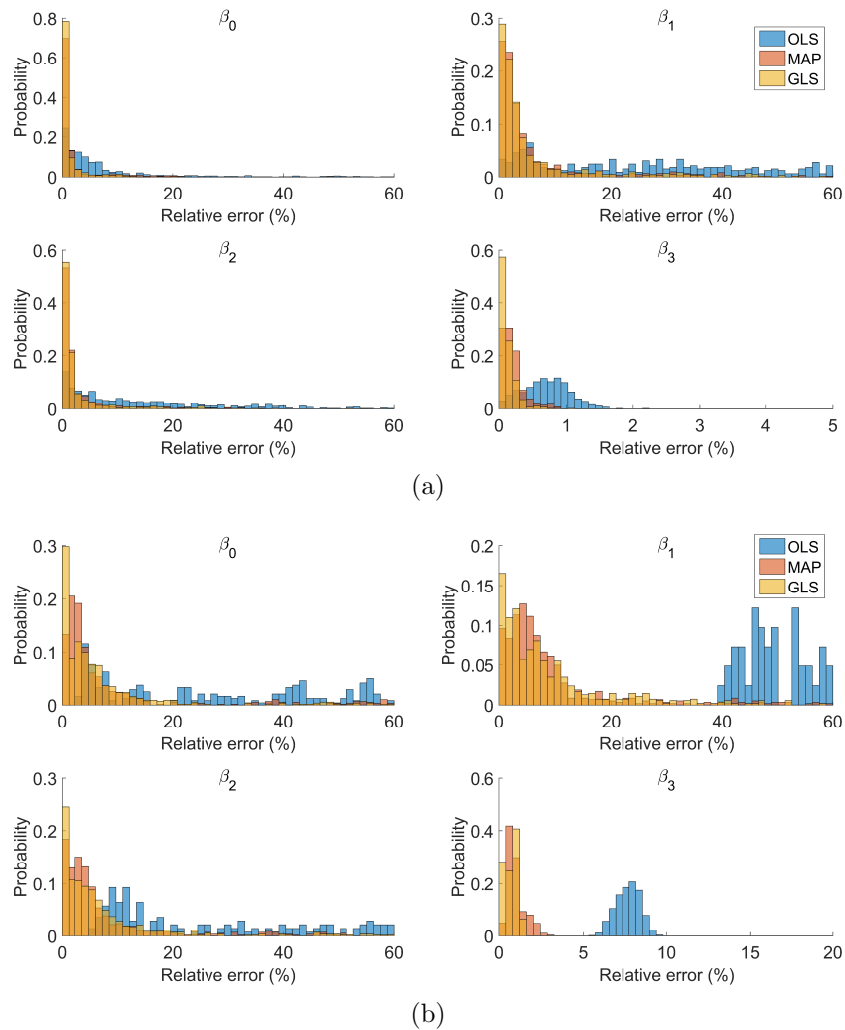 β0
Probability
0.8
0.6
0.4
0.2
0
0 20 40 60
Relative error (%)
β1
Probability
0.3
0.2
0.1
0
0 20 40 60
Relative error (%)
OLS
MAP
GLS
β2
Probability
0.6
0.4
0.2
0
0 20 40 60
Relative error (%)
β3
Probability
0.6
0.4
0.2
0
0 1 2 3 4 5
Relative error (%)
(a)
β0
Probability
0.3
0.2
0.1
0
0 20 40 60
Relative error (%)
β1
Probability
0.2
0.15
0.1
0.05
0
0 20 40 60
Relative error (%)
OLS
MAP
GLS
β2
Probability
0.3
0.2
0.1
0
0 20 40 60
Relative error (%)
β3
Probability
0.6
0.4
0.2
0
0 5 10 15 20
Relative error (%)
(b)